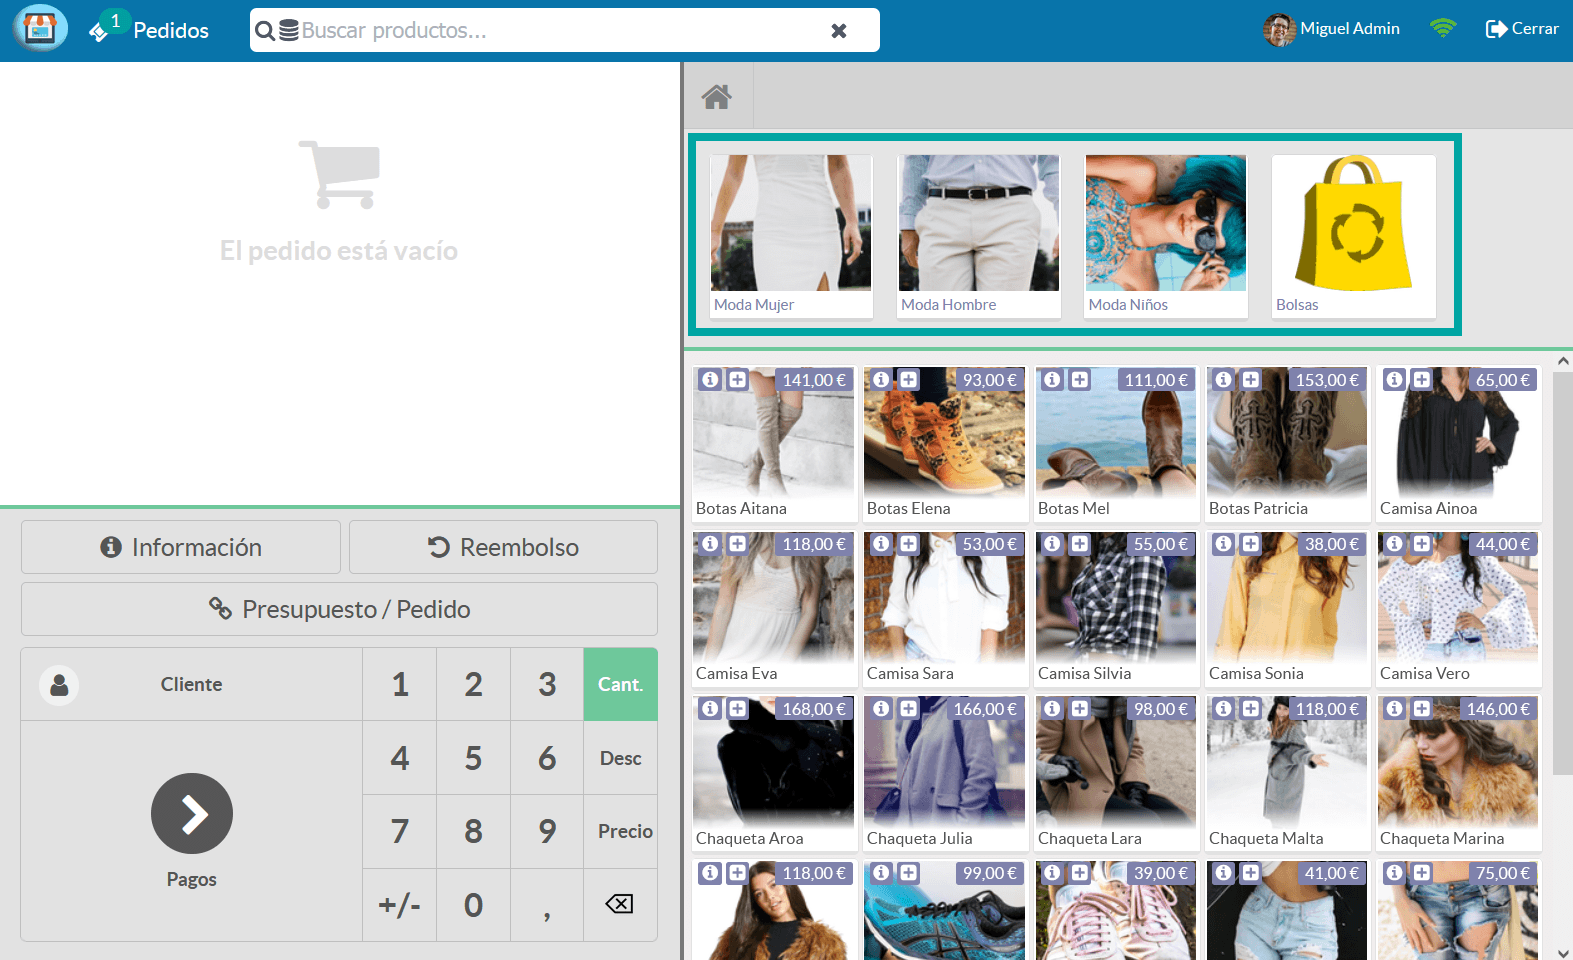 1
Pedidos
Buscar productos...
Miguel Admin
Cerrar
El pedido está vacío
Información
Reembolso
Presupuesto / Pedido
Cliente
1 2 3 Cant.
4 5 6 Desc
7 8 9 Precio
+/- 0 ,
Pagos
Moda Mujer
Moda Hombre
Moda Niños
Bolsas
141,00 € 93,00 € 111,00 € 153,00 € 65,00 €
Botas Aitana Botas Elena Botas Mel Botas Patricia Camisa Ainoa
118,00 € 53,00 € 55,00 € 38,00 € 44,00 €
Camisa Eva Camisa Sara Camisa Silvia Camisa Sonia Camisa Vero
168,00 € 166,00 € 98,00 € 118,00 € 146,00 €
Chaqueta Aroa Chaqueta Julia Chaqueta Lara Chaqueta Malta Chaqueta Marina
118,00 € 99,00 € 39,00 € 41,00 € 75,00 €